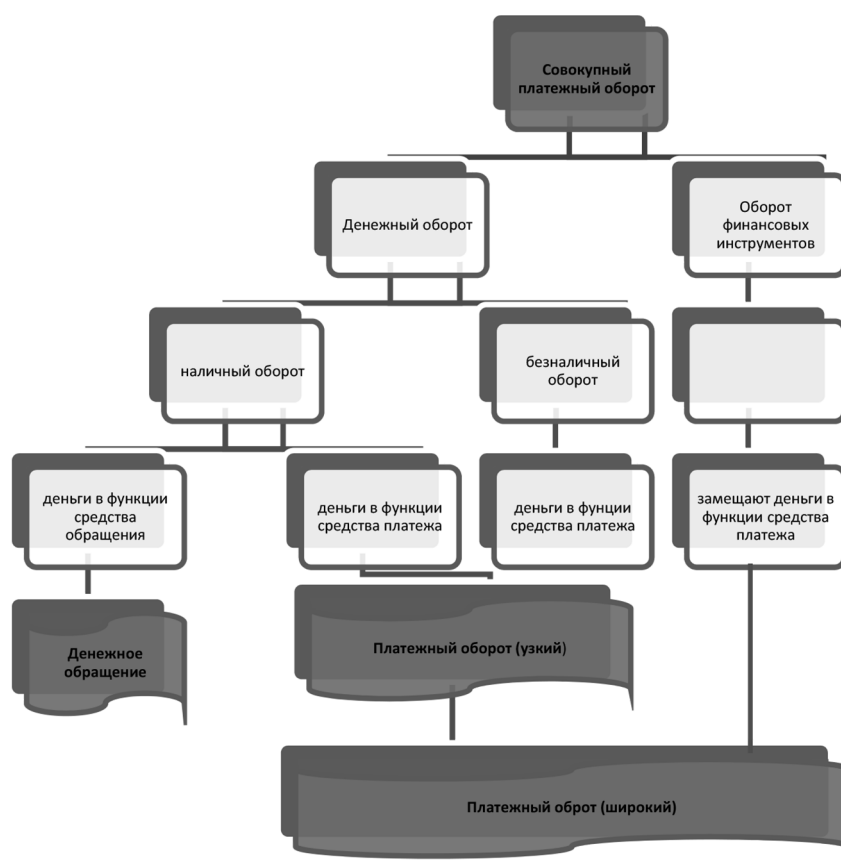 Совокупный
платежный оборот
Денежный оборот
Оборот
финансовых
инструментов
наличный оборот
безналичный
оборот
деньги в функции
средства
обращения
деньги в функции
средства платежа
деньги в фунции
средства платежа
замещают деньги в
функции средства
платежа
Денежное
обращение
Платежный оборот (узкий)
Платежный оброт (широкий)